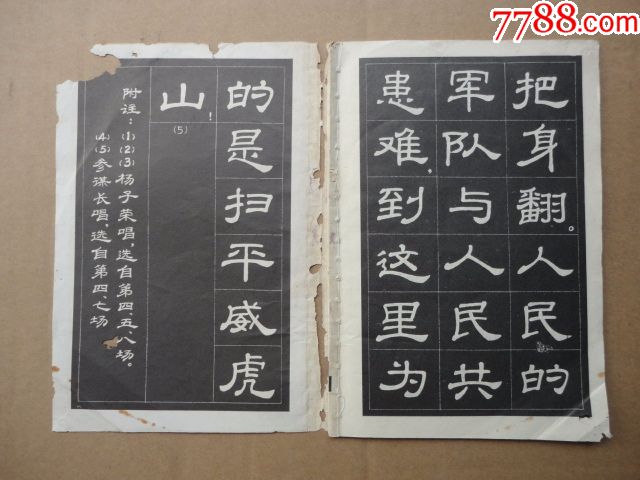 7788.com
把身翻。人民的
军队与人民共
患难,到这里为
的是扫平威虎
山!(5)
附注:(1)(2)(3)杨子荣唱,选自第四、五、八场。
(4)(5)参谋长唱,选自第四、七场